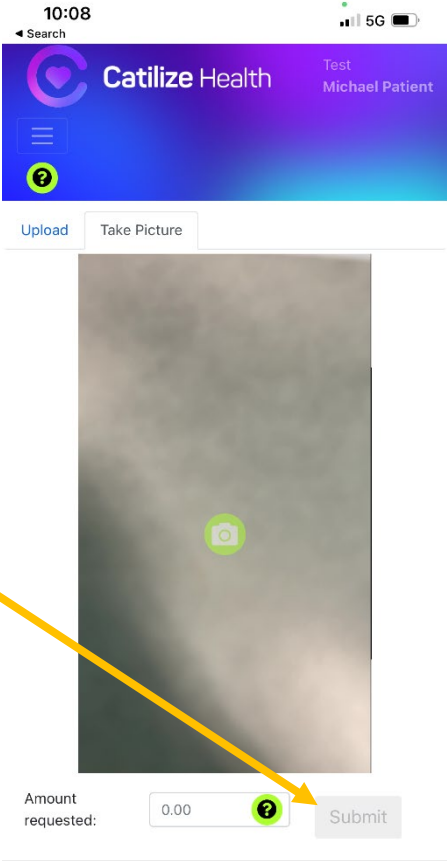 10:08
5G
◀ Search
Catilize Health
Test
Michael Patient
?
Upload
Take Picture
Amount
requested:
0.00
?
Submit